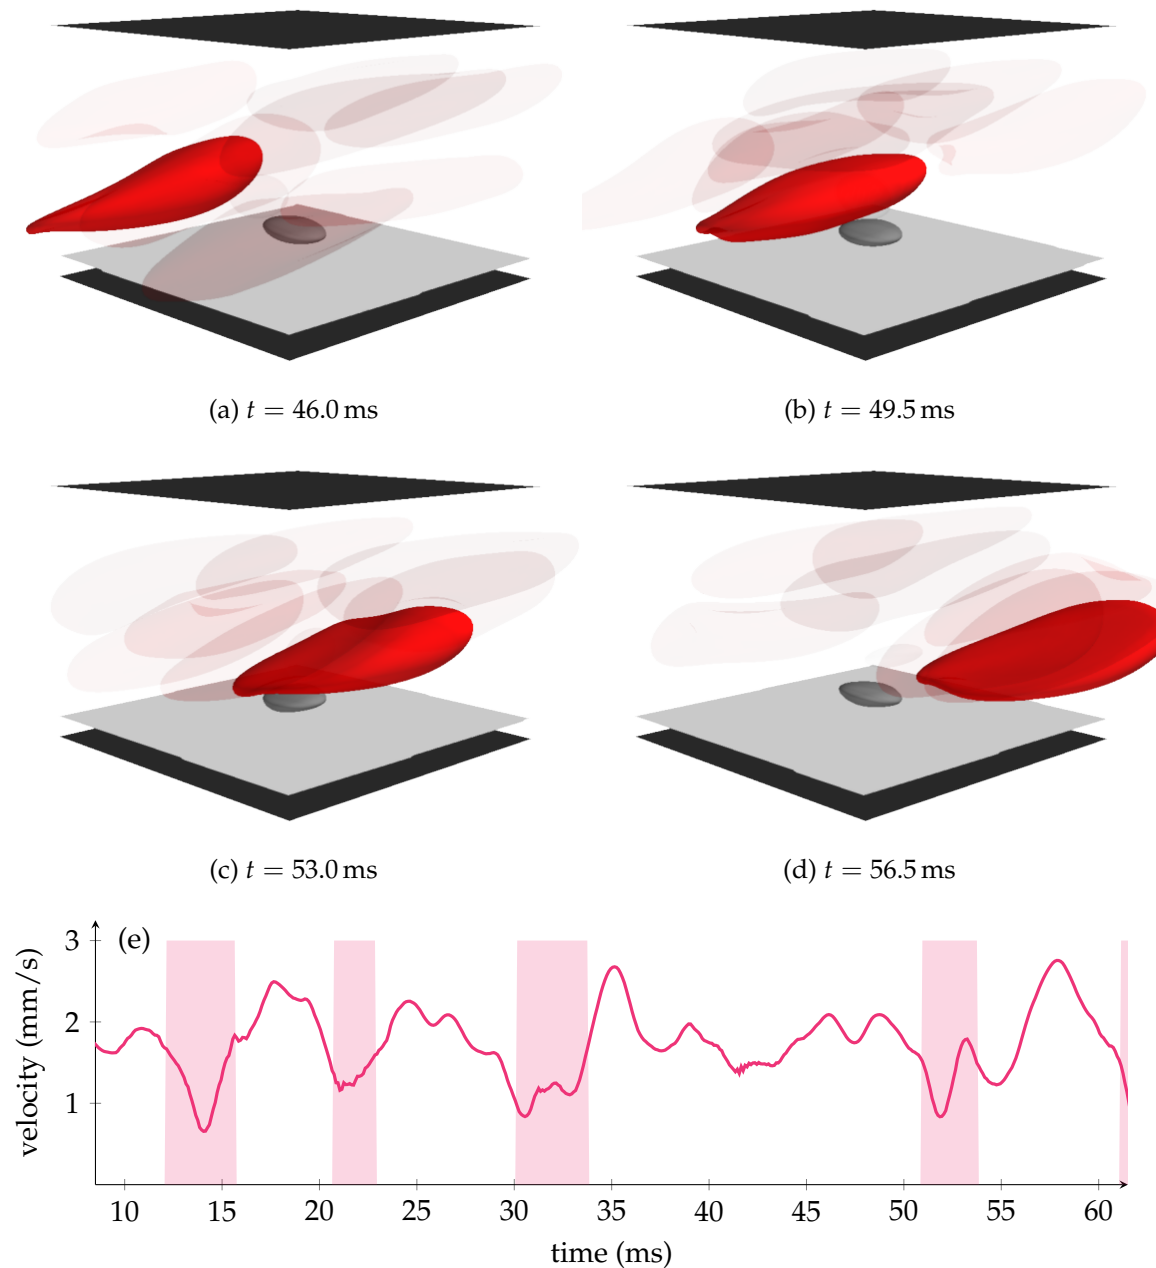 (a) t = 46.0 ms
(b) t = 49.5 ms
(c) t = 53.0 ms
(d) t = 56.5 ms
(e)
3
2
1
velocity (mm/s)
10 15 20 25 30 35 40 45 50 55 60
time (ms)